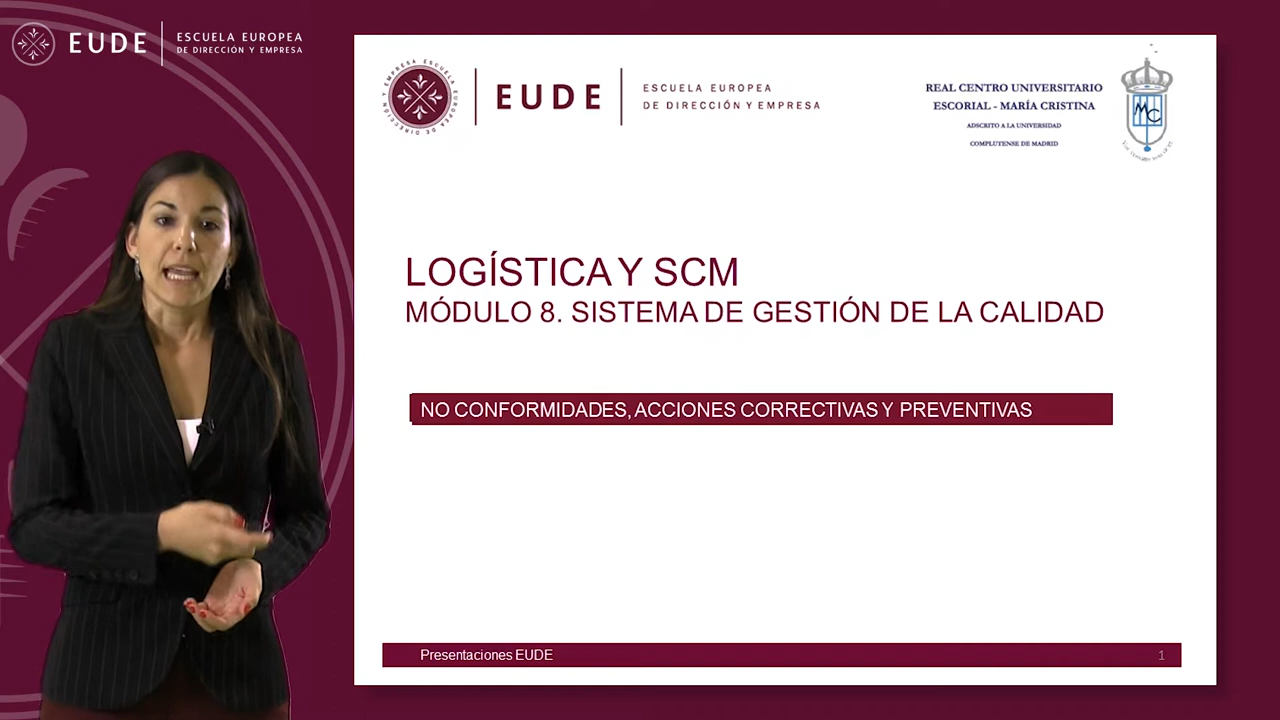 EUDE
ESCUELA EUROPEA
DE DIRECCIÓN Y EMPRESA
EUDE
ESCUELA EUROPEA
DE DIRECCIÓN Y EMPRESA
REAL CENTRO UNIVERSITARIO
ESCORIAL - MARÍA CRISTINA
ADSCRITO A LA UNIVERSIDAD
COMPLUTENSE DE MADRID
LOGÍSTICA Y SCM
MÓDULO 8. SISTEMA DE GESTIÓN DE LA CALIDAD
NO CONFORMIDADES, ACCIONES CORRECTIVAS Y PREVENTIVAS
Presentaciones EUDE
1